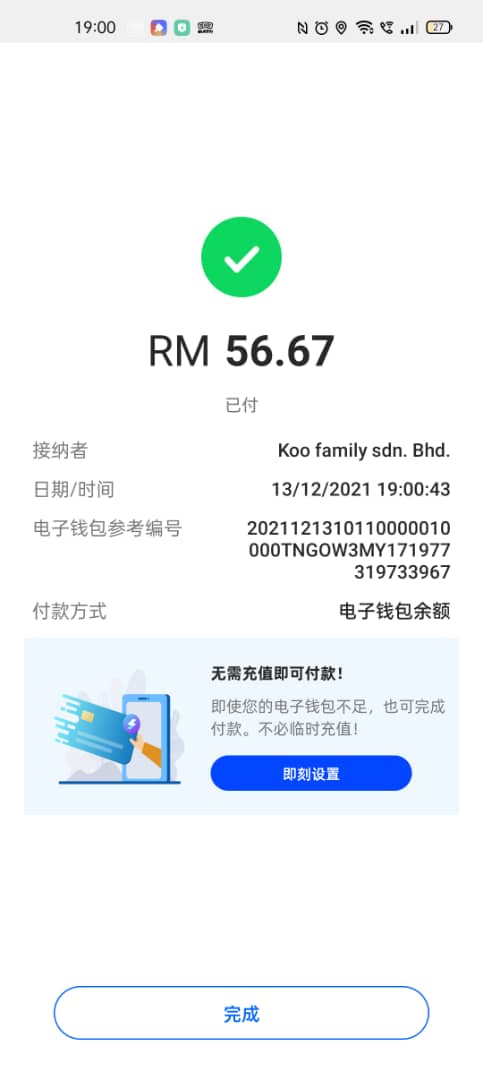 19:00
27
RM 56.67
已付
接纳者 Koo family sdn. Bhd.
日期/时间 13/12/2021 19:00:43
电子钱包参考编号 2021121310110000010
000TNGOW3MY171977
319733967
付款方式 电子钱包余额
无需充值即可付款！
即使您的电子钱包不足，也可完成
付款。不必临时充值！
即刻设置
完成